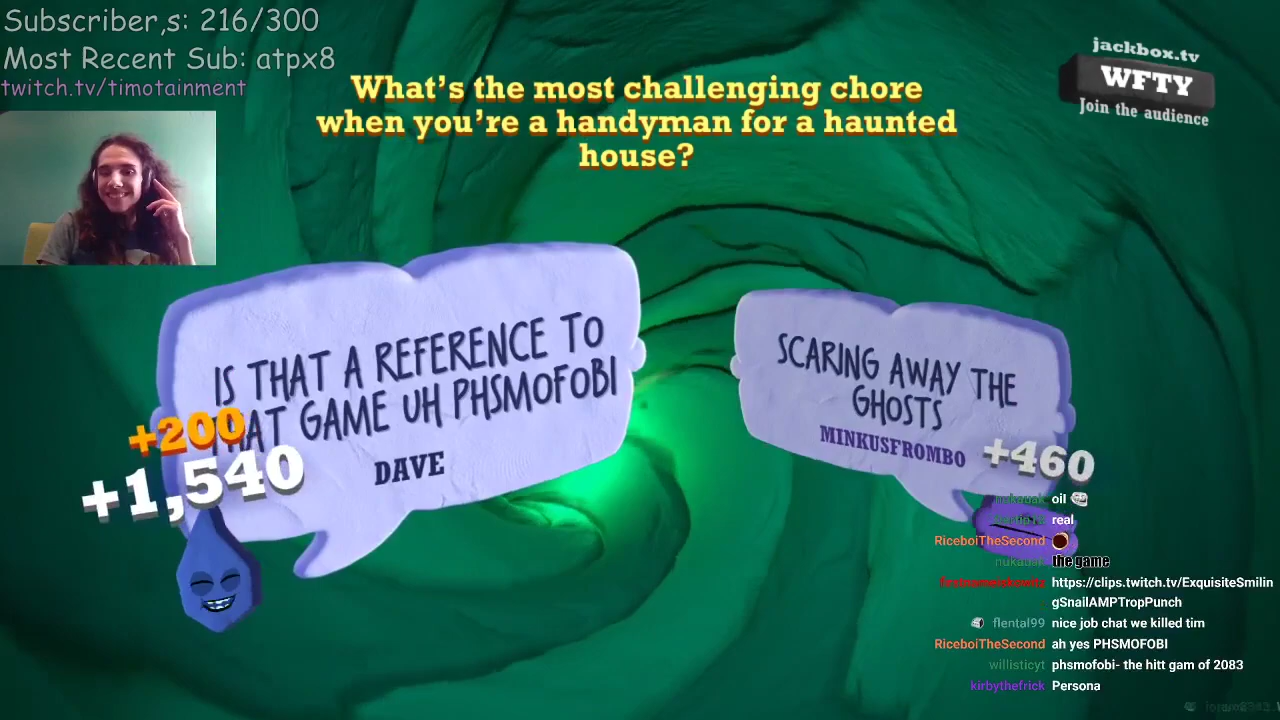 Subscriber,s: 216/300
Most Recent Sub: atpx8
twitch.tv/timotainment
jackbox.tv
WFTY
Join the audience
What's the most challenging chore
when you're a handyman for a haunted
house?
IS THAT A REFERENCE TO
GAME UH PHSMOFOBI
DAVE
+200
+1,540
SCARING AWAY THE
GHOSTS
MINKUSFROMBO
+460
nukauak oil
real
RiceboiTheSecond
nukauak the game
https://clips.twitch.tv/ExquisiteSmilin
gSnailAMPTropPunch
flental99 nice job chat we killed tim
RiceboiTheSecond ah yes PHSMOFOBI
willisticyt phsmofobi- the hitt gam of 2083
kirbythefrick Persona